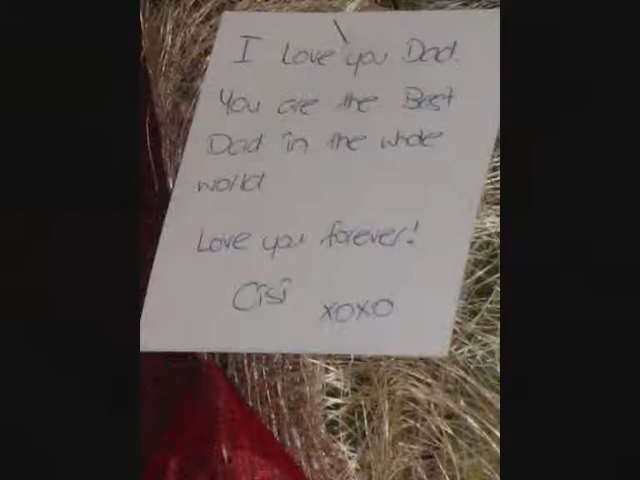 I Love you Dad.
You are the Best
Dad in the whole
world
Love you forever!
Cisi
xoxo